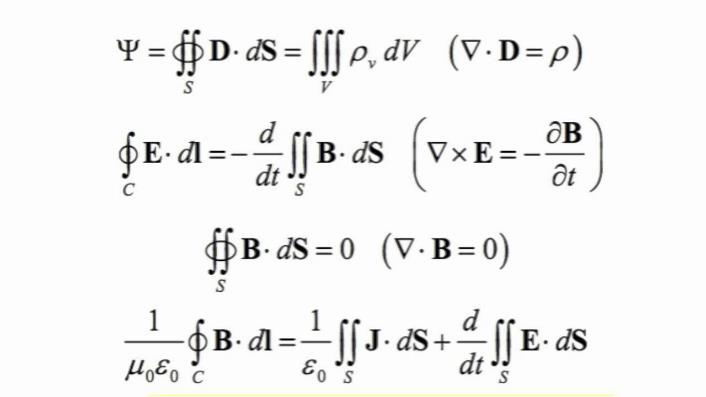 Ψ = ∯_S D · dS = ∭_V ρ_v dV (∇ · D = ρ)
∮_C E · dl = − d/dt ∬_S B · dS (∇ × E = − ∂B/∂t)
∯_S B · dS = 0 (∇ · B = 0)
1/(μ₀ε₀) ∮_C B · dl = 1/ε₀ ∬_S J · dS + d/dt ∬_S E · dS